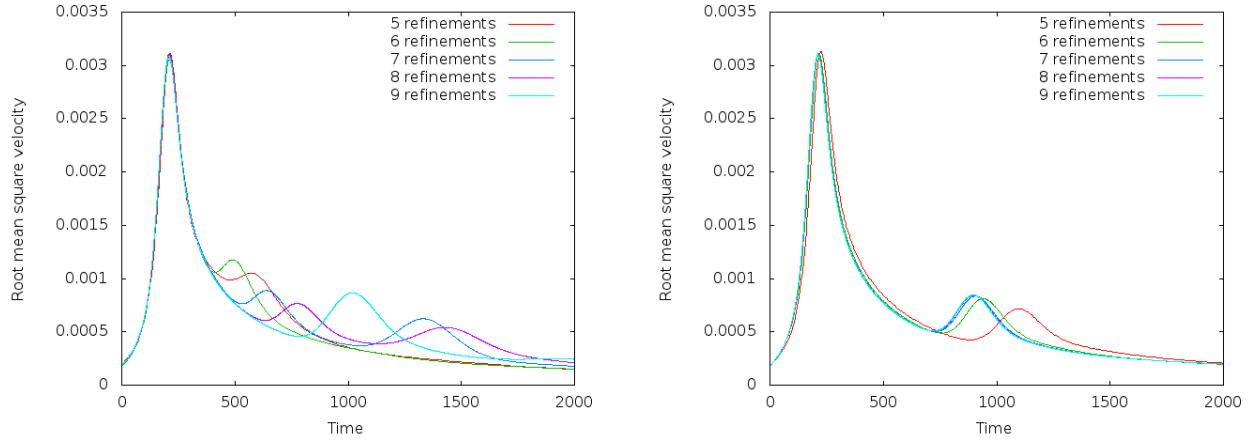 0.0035
0.003
0.0025
0.002
0.0015
0.001
0.0005
0
Root mean square velocity
5 refinements
6 refinements
7 refinements
8 refinements
9 refinements
0 500 1000 1500 2000
Time
0.0035
0.003
0.0025
0.002
0.0015
0.001
0.0005
0
Root mean square velocity
5 refinements
6 refinements
7 refinements
8 refinements
9 refinements
0 500 1000 1500 2000
Time